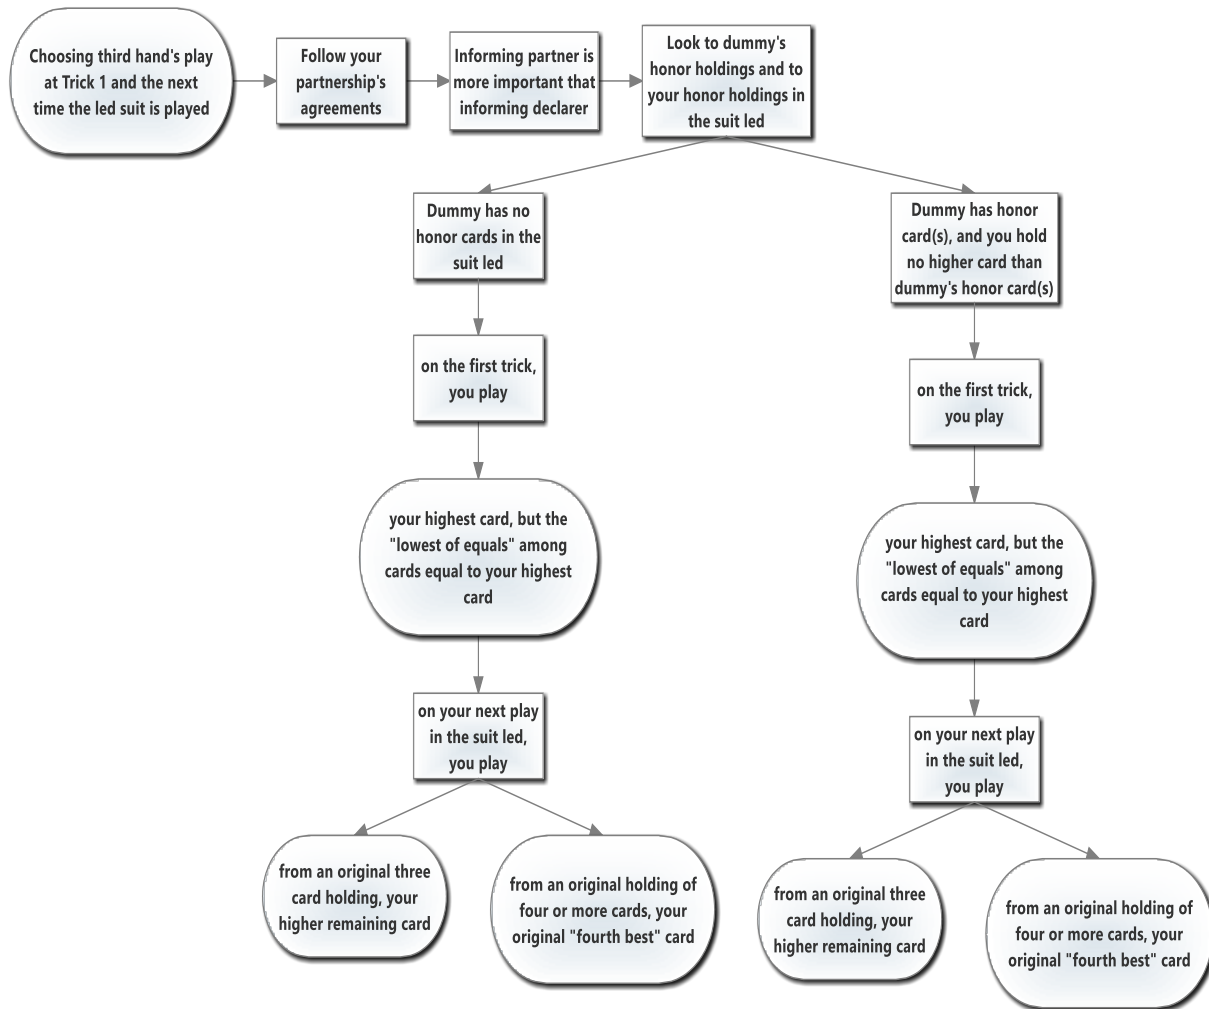 Choosing third hand's play
at Trick 1 and the next
time the led suit is played
Follow your
partnership's
agreements
Informing partner is
more important that
informing declarer
Look to dummy's
honor holdings and to
your honor holdings in
the suit led
Dummy has no
honor cards in the
suit led
on the first trick,
you play
your highest card, but the
"lowest of equals" among
cards equal to your highest
card
on your next play
in the suit led,
you play
from an original three
card holding, your
higher remaining card
from an original holding of
four or more cards, your
original "fourth best" card
Dummy has honor
card(s), and you hold
no higher card than
dummy's honor card(s)
on the first trick,
you play
your highest card, but the
"lowest of equals" among
cards equal to your highest
card
on your next play
in the suit led,
you play
from an original three
card holding, your
higher remaining card
from an original holding of
four or more cards, your
original "fourth best" card